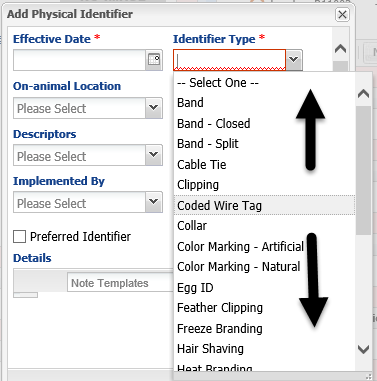 Add Physical Identifier
Effective Date * Identifier Type *
-- Select One --
On-animal Location
Band
Please Select
Band - Closed
Descriptors
Band - Split
Please Select
Cable Tie
Implemented By
Clipping
Please Select
Coded Wire Tag
Collar
Preferred Identifier
Color Marking - Artificial
Details
Color Marking - Natural
Note Templates
Egg ID
Feather Clipping
Freeze Branding
Hair Shaving
Heat Branding